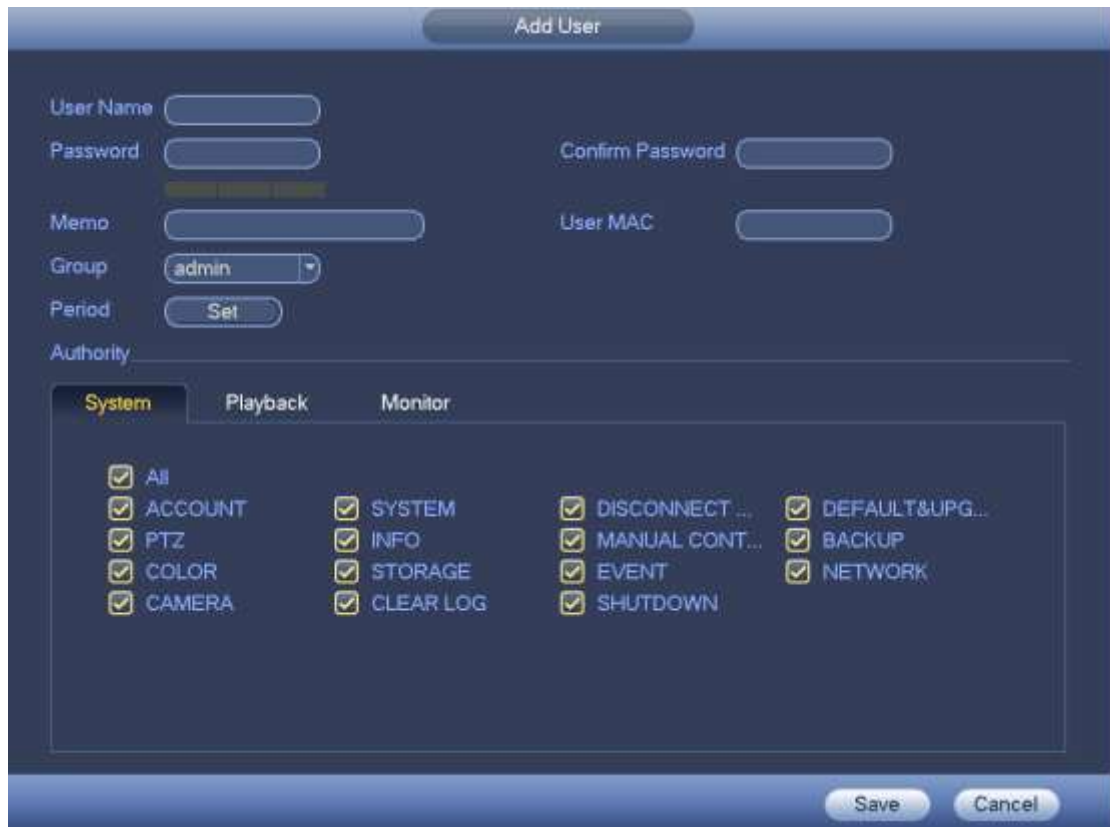 Add User
User Name
Password Confirm Password
Memo User MAC
Group admin
Period Set
Authority
System Playback Monitor
All
ACCOUNT SYSTEM DISCONNECT ... DEFAULT&UPG...
PTZ INFO MANUAL CONT... BACKUP
COLOR STORAGE EVENT NETWORK
CAMERA CLEAR LOG SHUTDOWN
Save Cancel